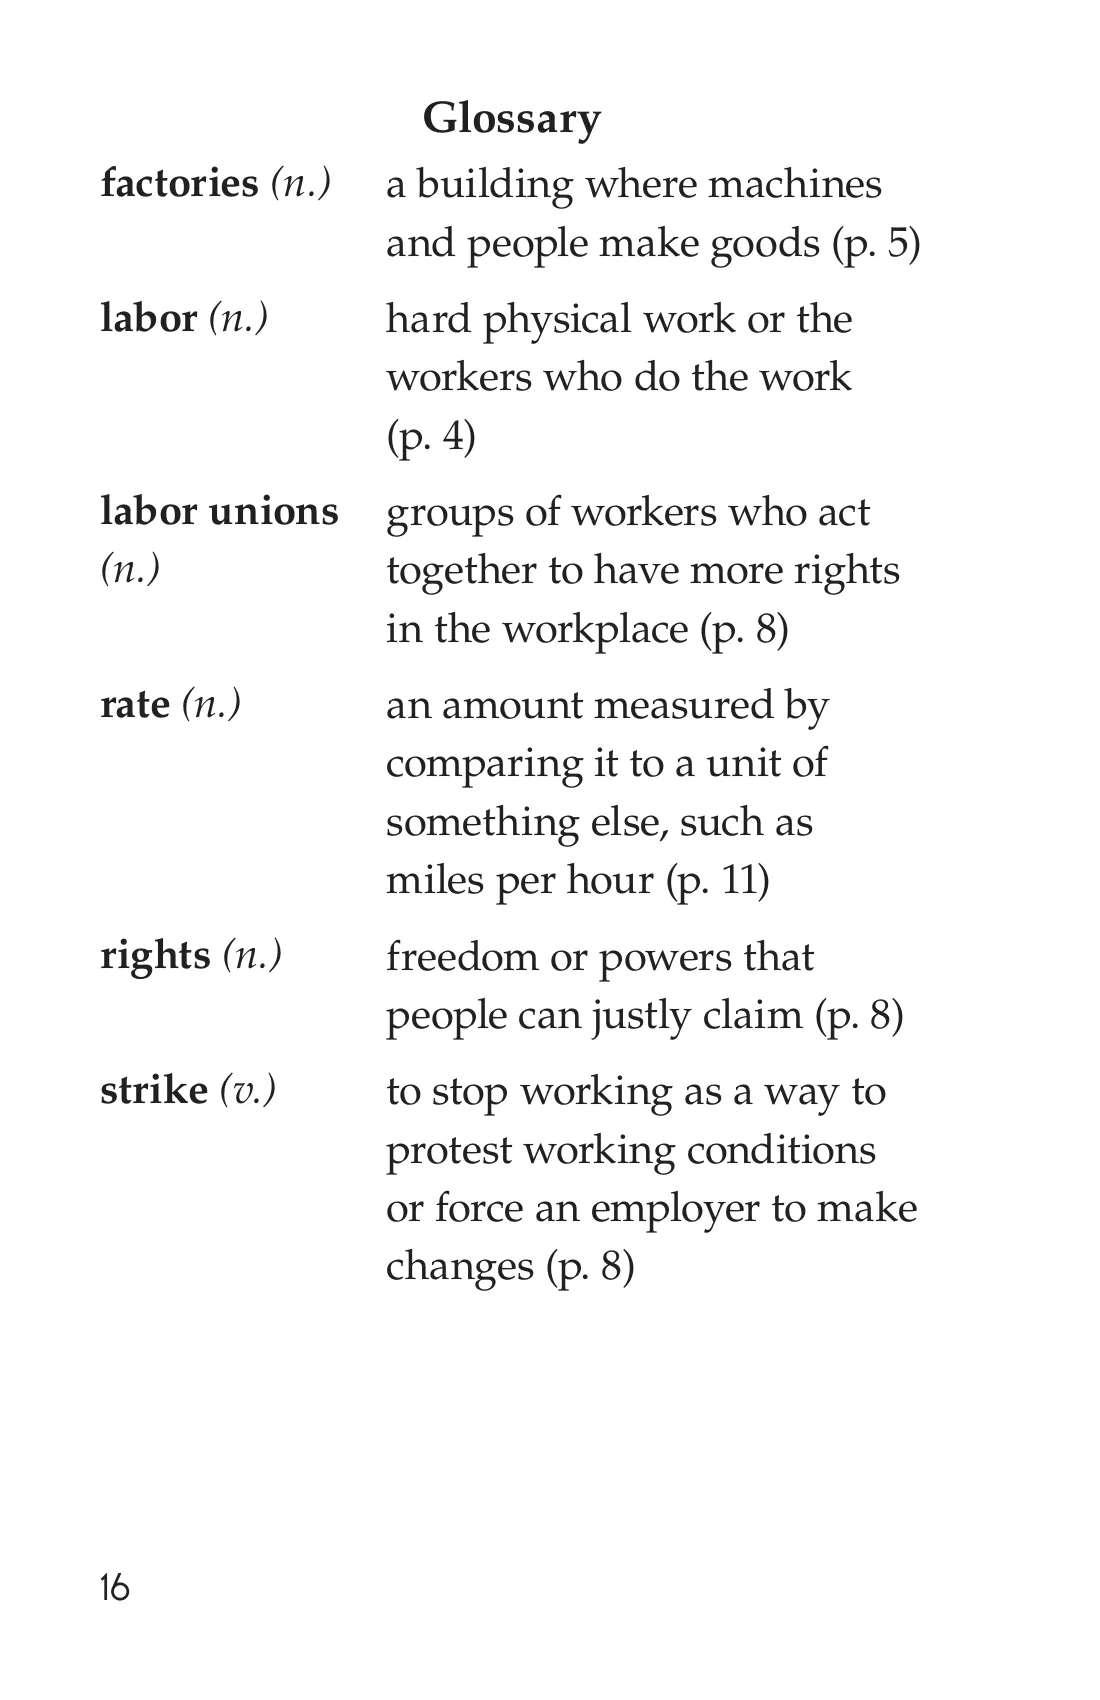 Glossary
factories (n.) a building where machines
and people make goods (p. 5)
labor (n.) hard physical work or the
workers who do the work
(p. 4)
labor unions groups of workers who act
(n.) together to have more rights
in the workplace (p. 8)
rate (n.) an amount measured by
comparing it to a unit of
something else, such as
miles per hour (p. 11)
rights (n.) freedom or powers that
people can justly claim (p. 8)
strike (v.) to stop working as a way to
protest working conditions
or force an employer to make
changes (p. 8)
16